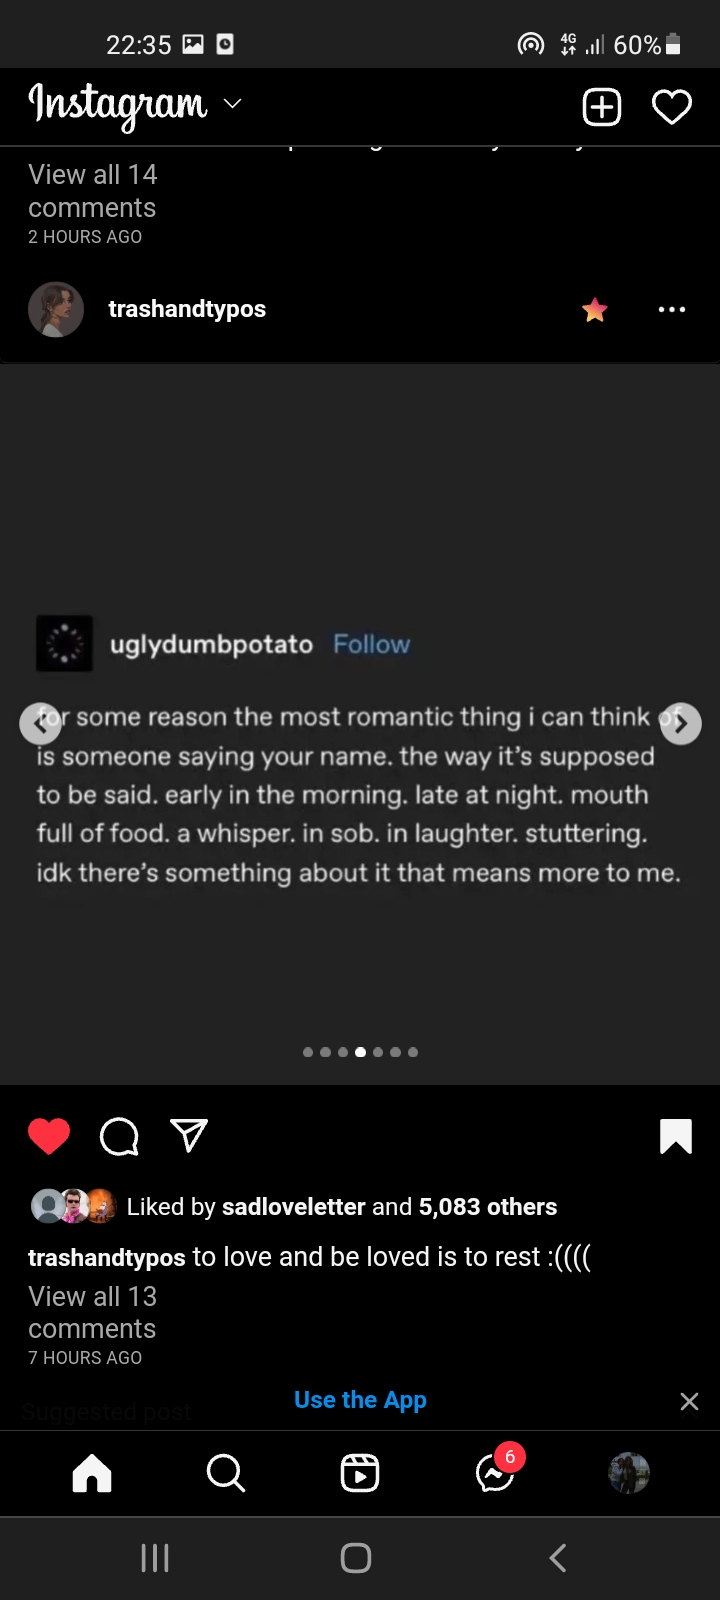 22:35 4G 60%
Instagram
View all 14
comments
2 HOURS AGO
trashandtypos
uglydumbpotato Follow
for some reason the most romantic thing i can think of
is someone saying your name. the way it's supposed
to be said. early in the morning. late at night. mouth
full of food. a whisper. in sob. in laughter. stuttering.
idk there's something about it that means more to me.
Liked by sadloveletter and 5,083 others
trashandtypos to love and be loved is to rest :((((
View all 13
comments
7 HOURS AGO
Use the App
Suggested post
6